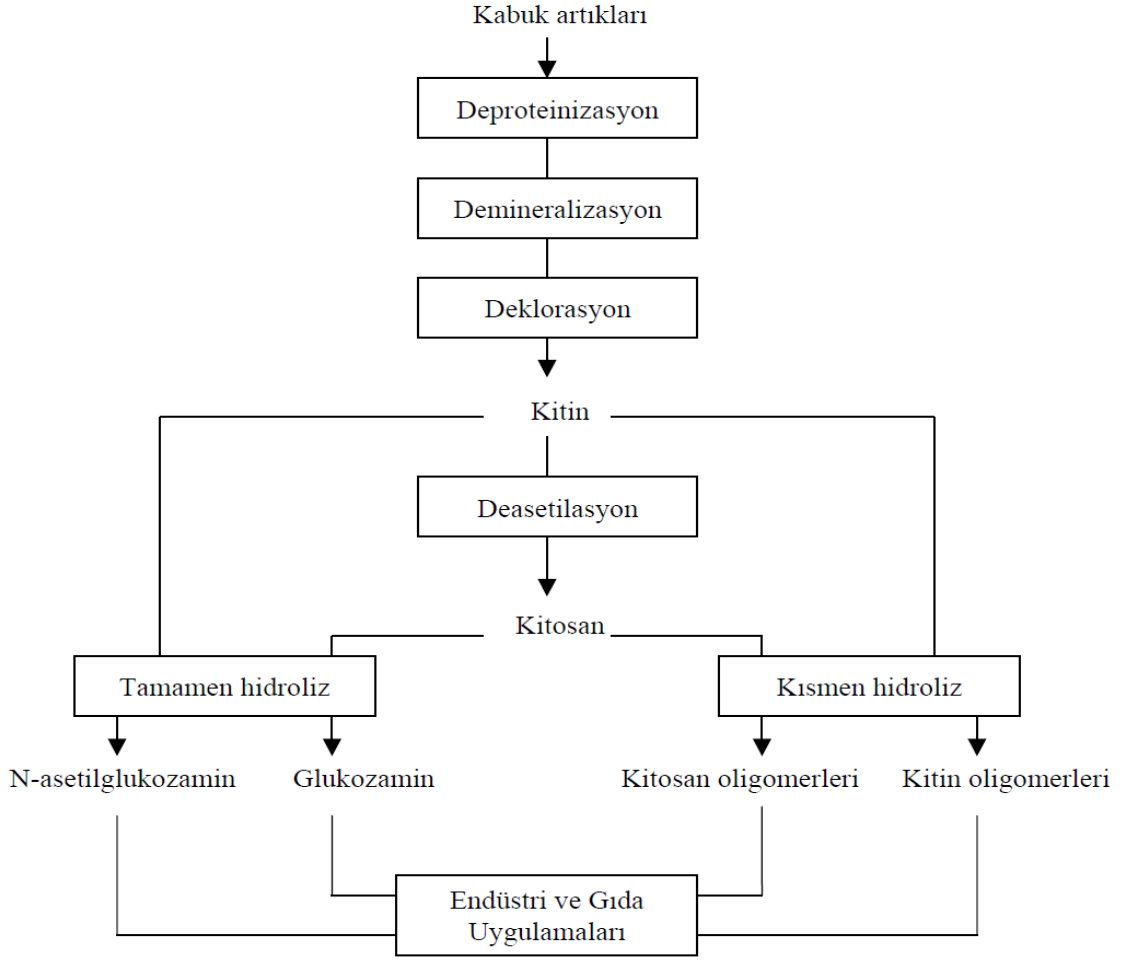 Kabuk artıkları
Deproteinizasyon
Demineralizasyon
Deklorasyon
Kitin
Deasetilasyon
Kitosan
Tamamen hidroliz
Kısmen hidroliz
N-asetilglukozamin
Glukozamin
Kitosan oligomerleri
Kitin oligomerleri
Endüstri ve Gıda
Uygulamaları